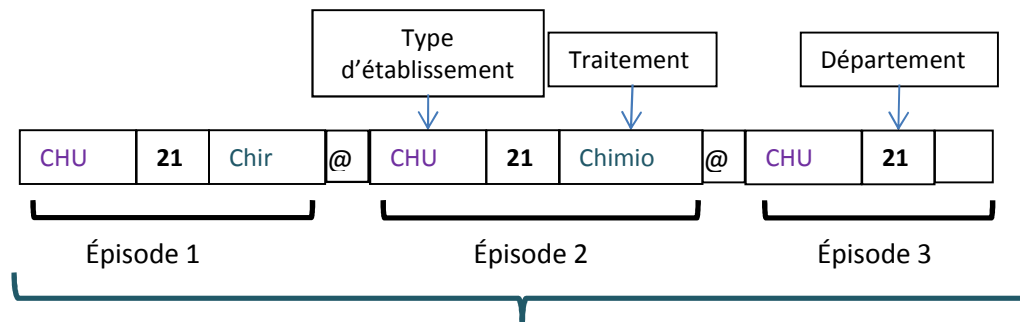 Type
d'établissement
Traitement
Département
CHU 21 Chir @ CHU 21 Chimio @ CHU 21
Épisode 1 Épisode 2 Épisode 3